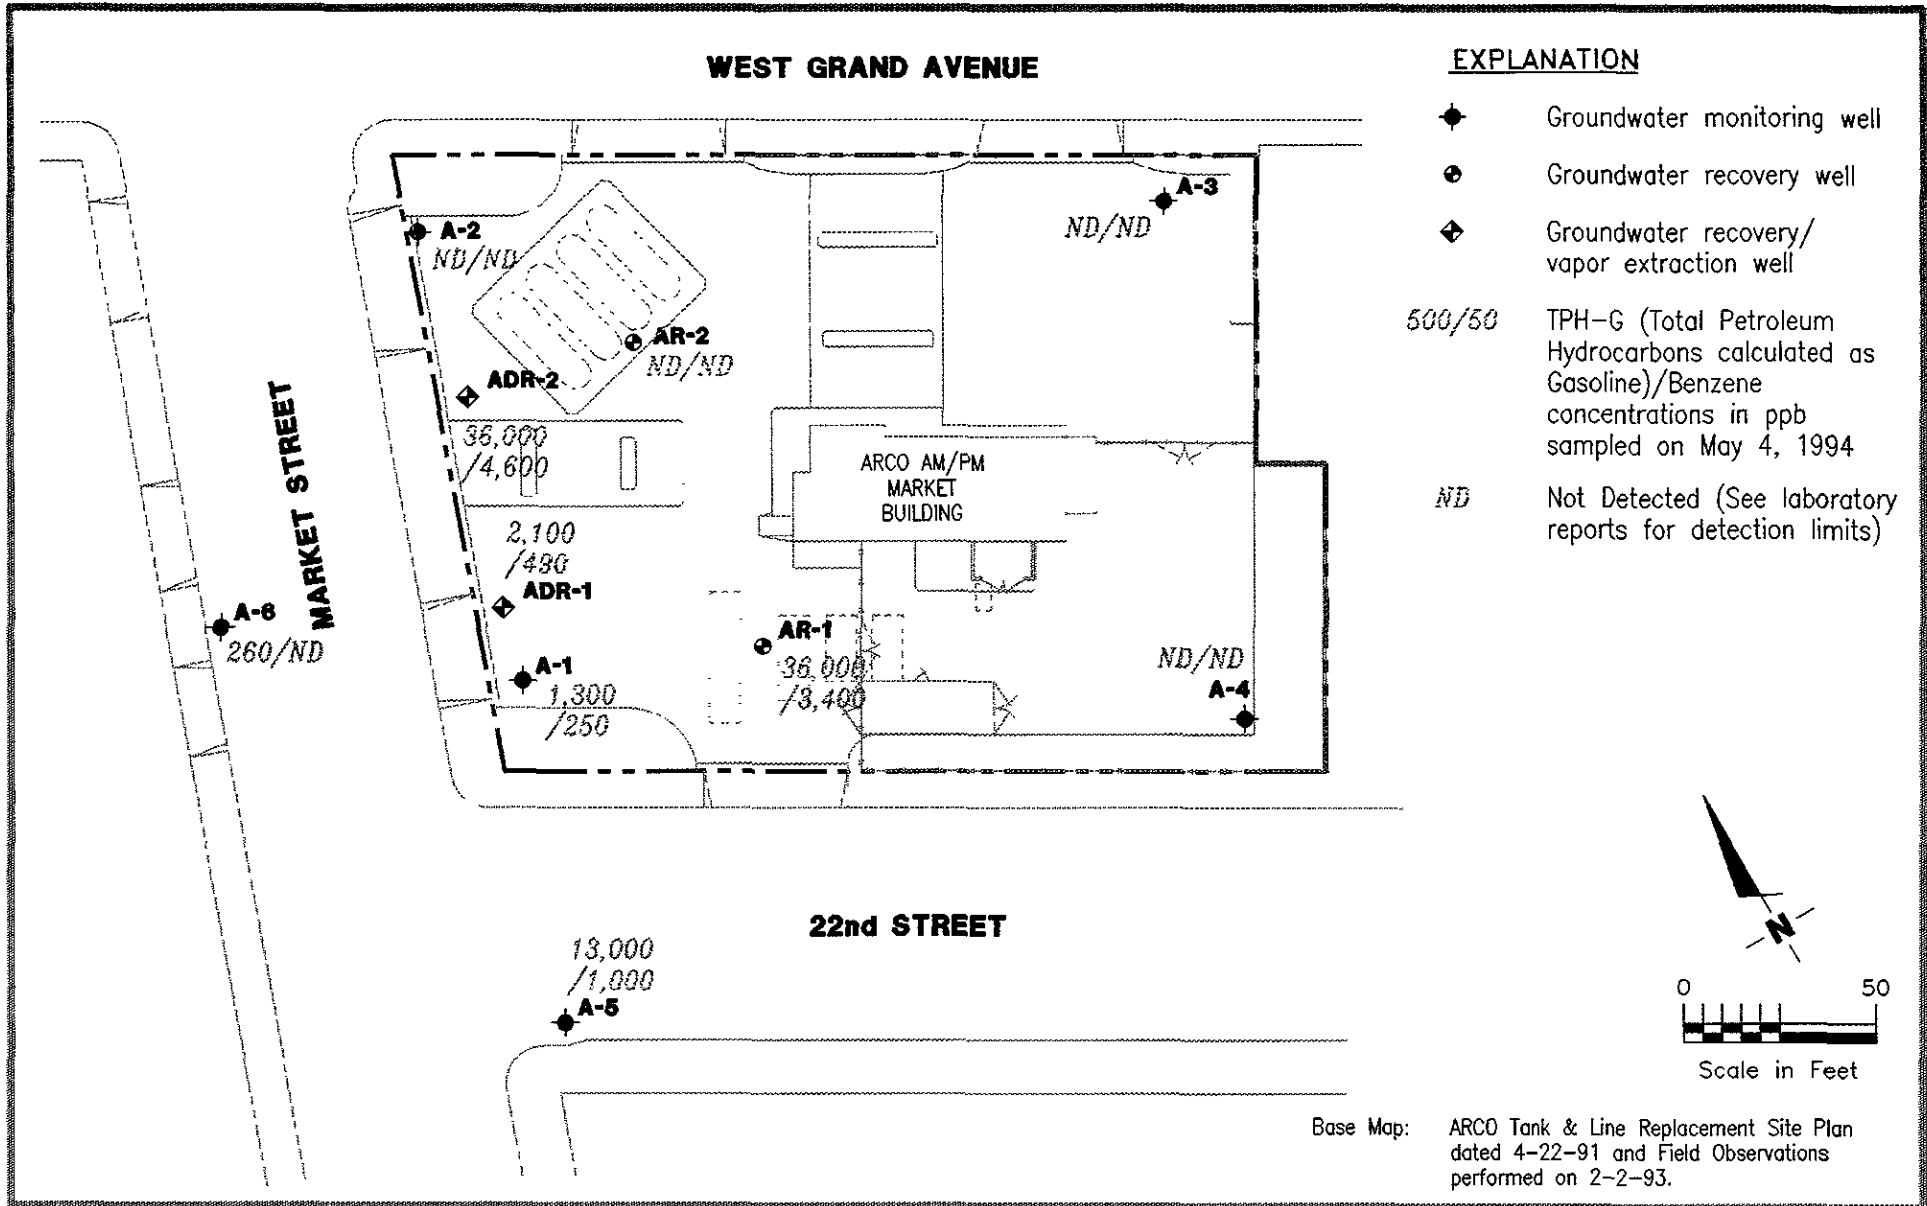 WEST GRAND AVENUE
EXPLANATION
Groundwater monitoring well
Groundwater recovery well
Groundwater recovery/
vapor extraction well
500/50
TPH-G (Total Petroleum
Hydrocarbons calculated as
Gasoline)/Benzene
concentrations in ppb
sampled on May 4, 1994
ND
Not Detected (See laboratory
reports for detection limits)
A-3
ND/ND
A-2
ND/ND
AR-2
ND/ND
ADR-2
36,000
/4,600
MARKET STREET
ARCO AM/PM
MARKET
BUILDING
2,100
ADR-1
A-6
260/ND
AR-1
36,000
/3,400
A-1
1,300
/250
ND/ND
A-4
22nd STREET
13,000
/1,000
A-5
N
0 50
Scale in Feet
Base Map:
ARCO Tank & Line Replacement Site Plan
dated 4-22-91 and Field Observations
performed on 2-2-93.